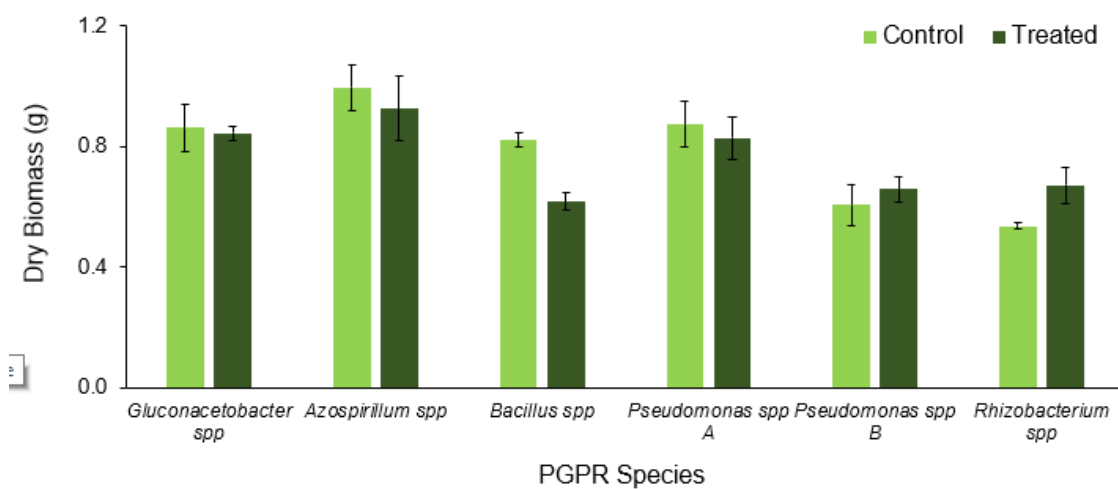 1.2
Control Treated
0.8
Dry Biomass (g)
0.4
0.0
Gluconacetobacter spp
Azospirillum spp
Bacillus spp
Pseudomonas spp A
Pseudomonas spp B
Rhizobacterium spp
PGPR Species